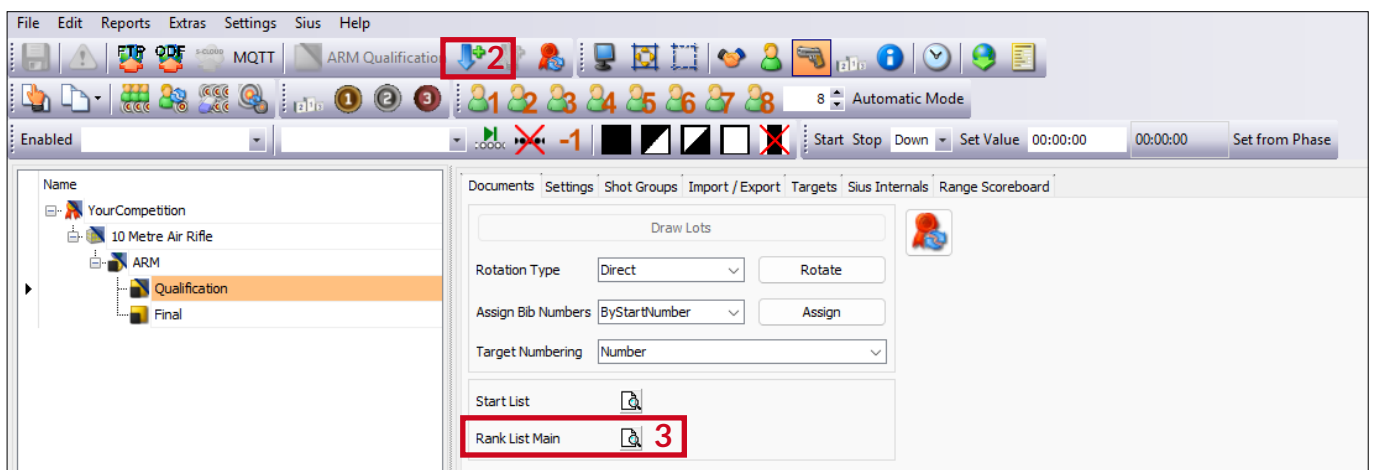 File Edit Reports Extras Settings Sius Help
FTP ODF S-CLOUD MQTT ARM Qualification 2
1 2 3 1 2 3 4 5 6 7 8 8 Automatic Mode
Enabled -1 Start Stop Down Set Value 00:00:00 00:00:00 Set from Phase
Name
YourCompetition
10 Metre Air Rifle
ARM
Qualification
Final
Documents Settings Shot Groups Import / Export Targets Sius Internals Range Scoreboard
Draw Lots
Rotation Type Direct Rotate
Assign Bib Numbers ByStartNumber Assign
Target Numbering Number
Start List
Rank List Main 3